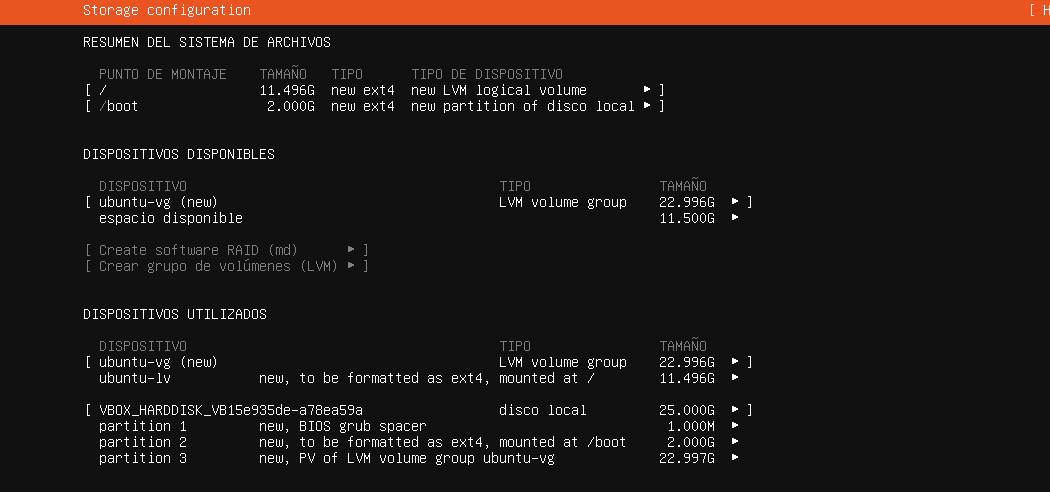 Storage configuration [ H
RESUMEN DEL SISTEMA DE ARCHIVOS
PUNTO DE MONTAJE TAMAÑO TIPO TIPO DE DISPOSITIVO
[ / 11.496G new ext4 new LVM logical volume ▸ ]
[ /boot 2.000G new ext4 new partition of disco local ▸ ]
DISPOSITIVOS DISPONIBLES
DISPOSITIVO TIPO TAMAÑO
[ ubuntu-vg (new) LVM volume group 22.996G ▸ ]
espacio disponible 11.500G ▸
[ Create software RAID (md) ▸ ]
[ Crear grupo de volúmenes (LVM) ▸ ]
DISPOSITIVOS UTILIZADOS
DISPOSITIVO TIPO TAMAÑO
[ ubuntu-vg (new) LVM volume group 22.996G ▸ ]
ubuntu-lv new, to be formatted as ext4, mounted at / 11.496G ▸
[ VBOX_HARDDISK_VB15e935de-a78ea59a disco local 25.000G ▸ ]
partition 1 new, BIOS grub spacer 1.000M ▸
partition 2 new, to be formatted as ext4, mounted at /boot 2.000G ▸
partition 3 new, PV of LVM volume group ubuntu-vg 22.997G ▸